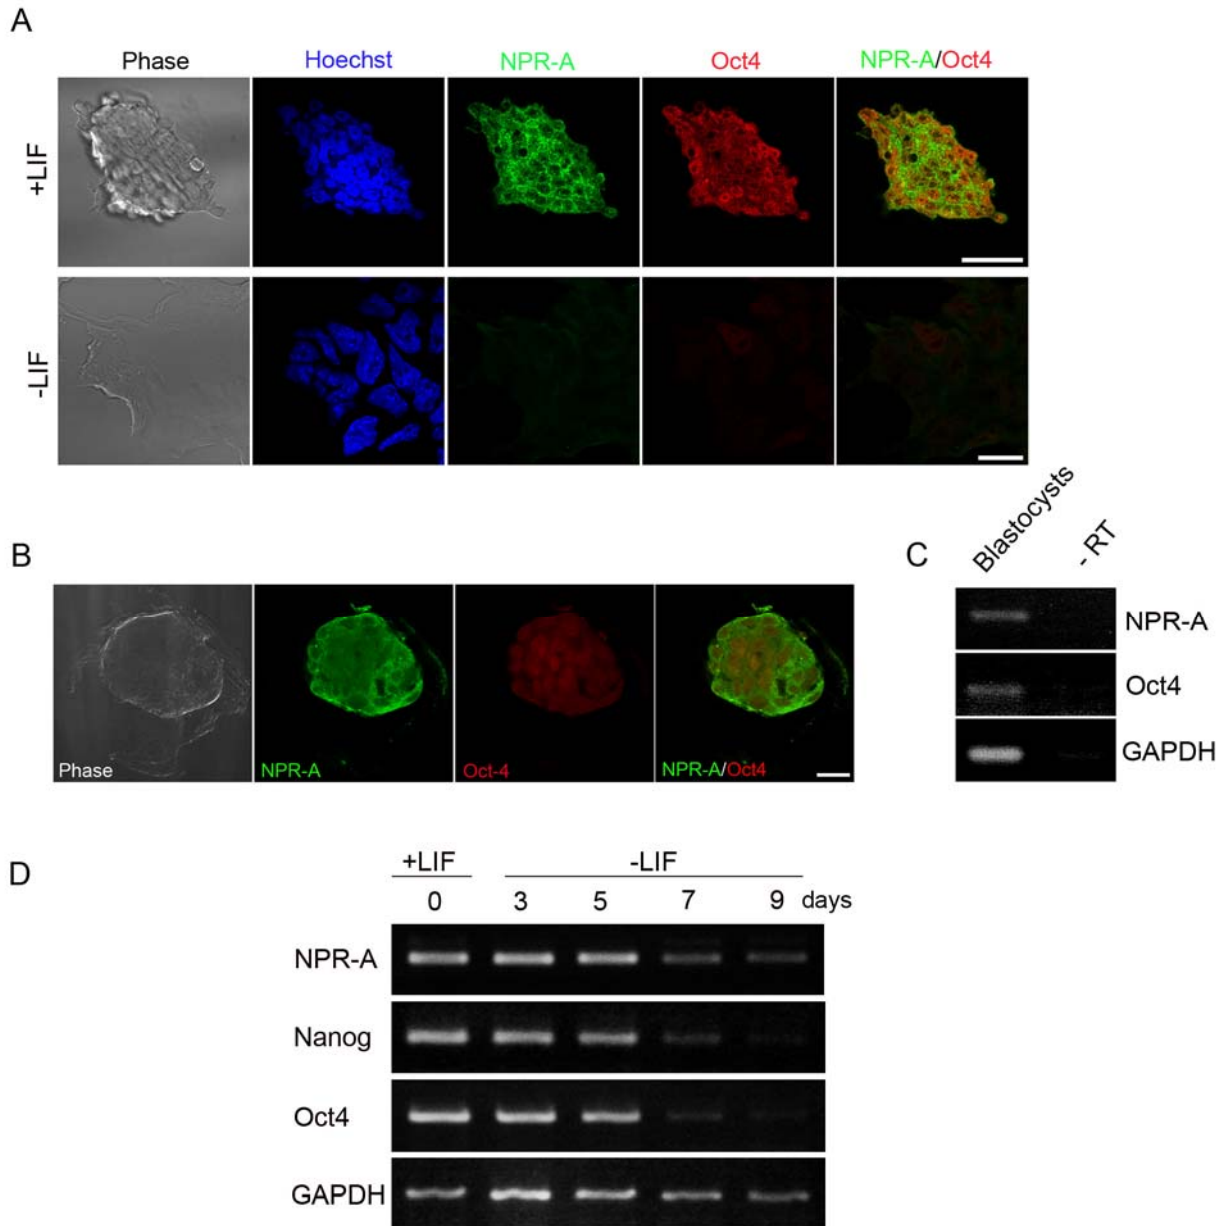 A
Phase Hoechst NPR-A Oct4 NPR-A/Oct4
+LIF
-LIF
B
Phase NPR-A Oct-4 NPR-A/Oct4
C
Blastocysts - RT
NPR-A
Oct4
GAPDH
D
+LIF -LIF
0 3 5 7 9 days
NPR-A
Nanog
Oct4
GAPDH